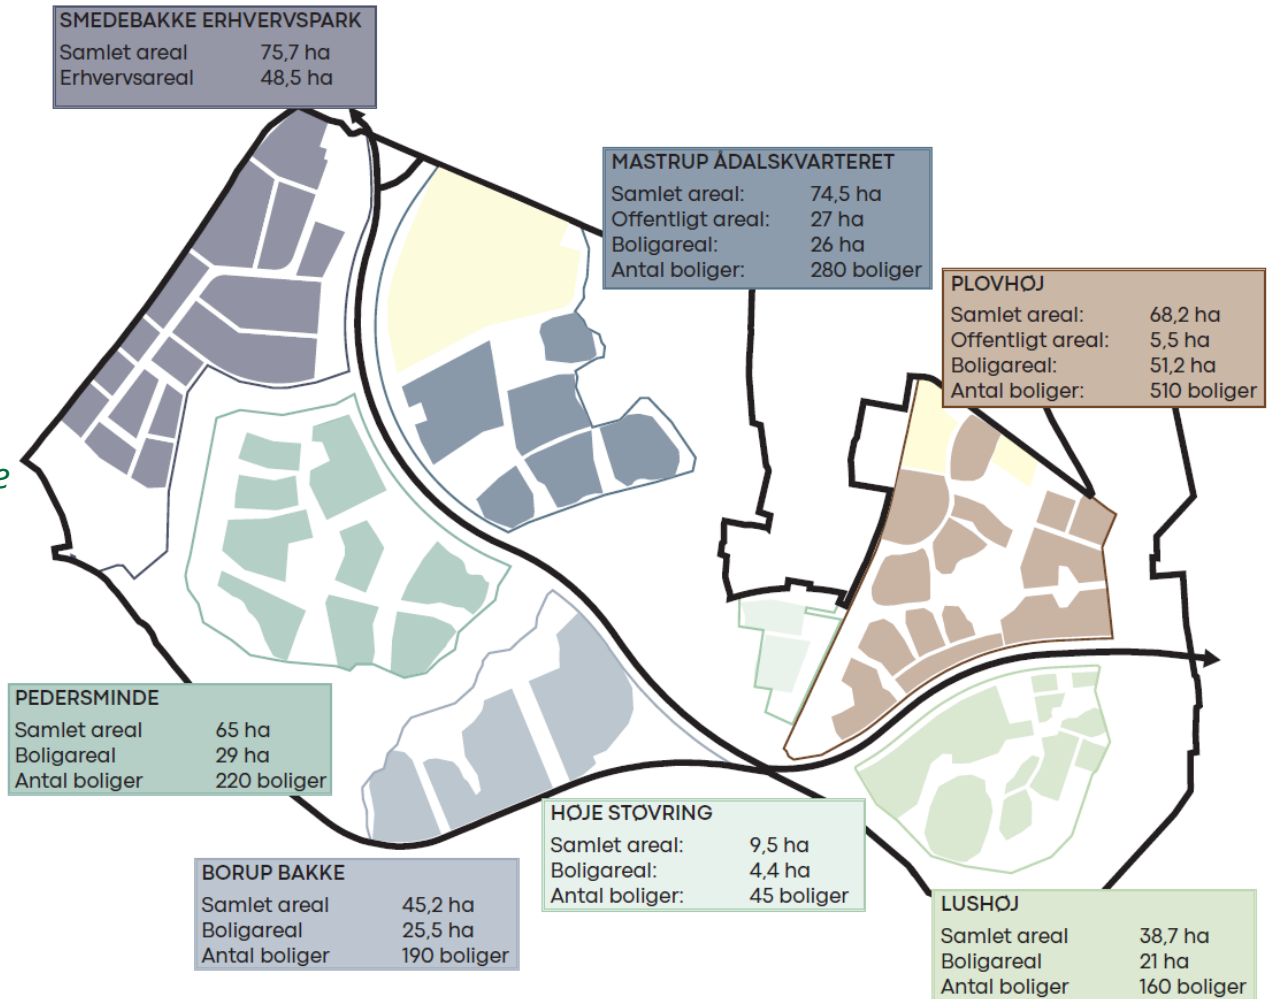 SMEDEBAKKE ERHVERVSPARK
Samlet areal 75,7 ha
Erhvervsareal 48,5 ha
MASTRUP ÅDALSKVARTERET
Samlet areal: 74,5 ha
Offentligt areal: 27 ha
Boligareal: 26 ha
Antal boliger: 280 boliger
PLOVHØJ
Samlet areal: 68,2 ha
Offentligt areal: 5,5 ha
Boligareal: 51,2 ha
Antal boliger: 510 boliger
e
PEDERSMINDE
Samlet areal 65 ha
Boligareal 29 ha
Antal boliger 220 boliger
HØJE STØVRING
Samlet areal: 9,5 ha
Boligareal: 4,4 ha
Antal boliger: 45 boliger
BORUP BAKKE
Samlet areal 45,2 ha
Boligareal 25,5 ha
Antal boliger 190 boliger
LUSHØJ
Samlet areal 38,7 ha
Boligareal 21 ha
Antal boliger 160 boliger